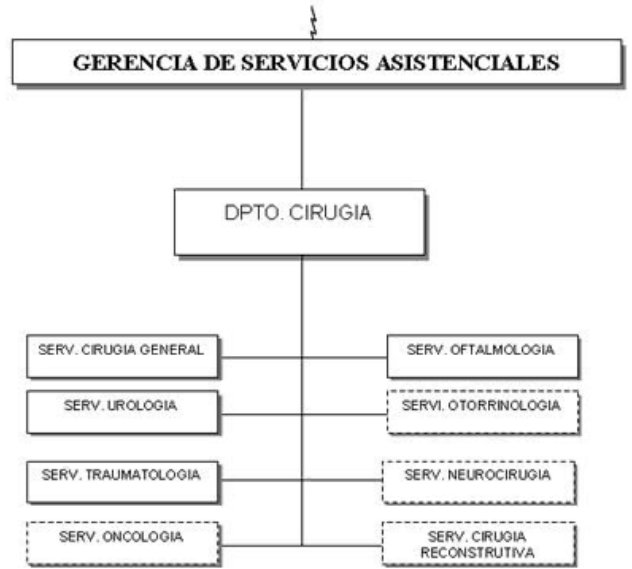 GERENCIA DE SERVICIOS ASISTENCIALES
DPTO. CIRUGIA
SERV. CIRUGIA GENERAL
SERV. OFTALMOLOGIA
SERV. UROLOGIA
SERVI. OTORRINOLOGIA
SERV. TRAUMATOLOGIA
SERV. NEUROCIRUGIA
SERV. ONCOLOGIA
SERV. CIRUGIA
RECONSTRUTIVA